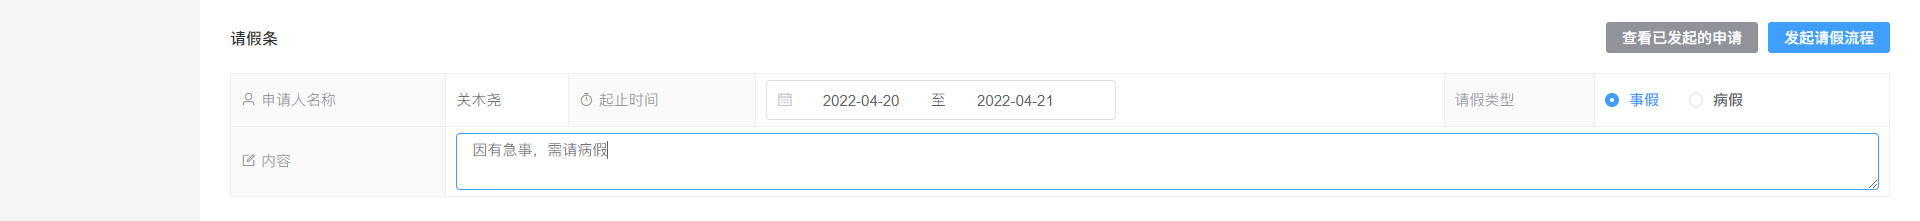 请假条 查看已发起的申请 发起请假流程
申请人名称 关木尧 起止时间 2022-04-20 至 2022-04-21 请假类型 事假 病假
内容 因有急事，需请病假